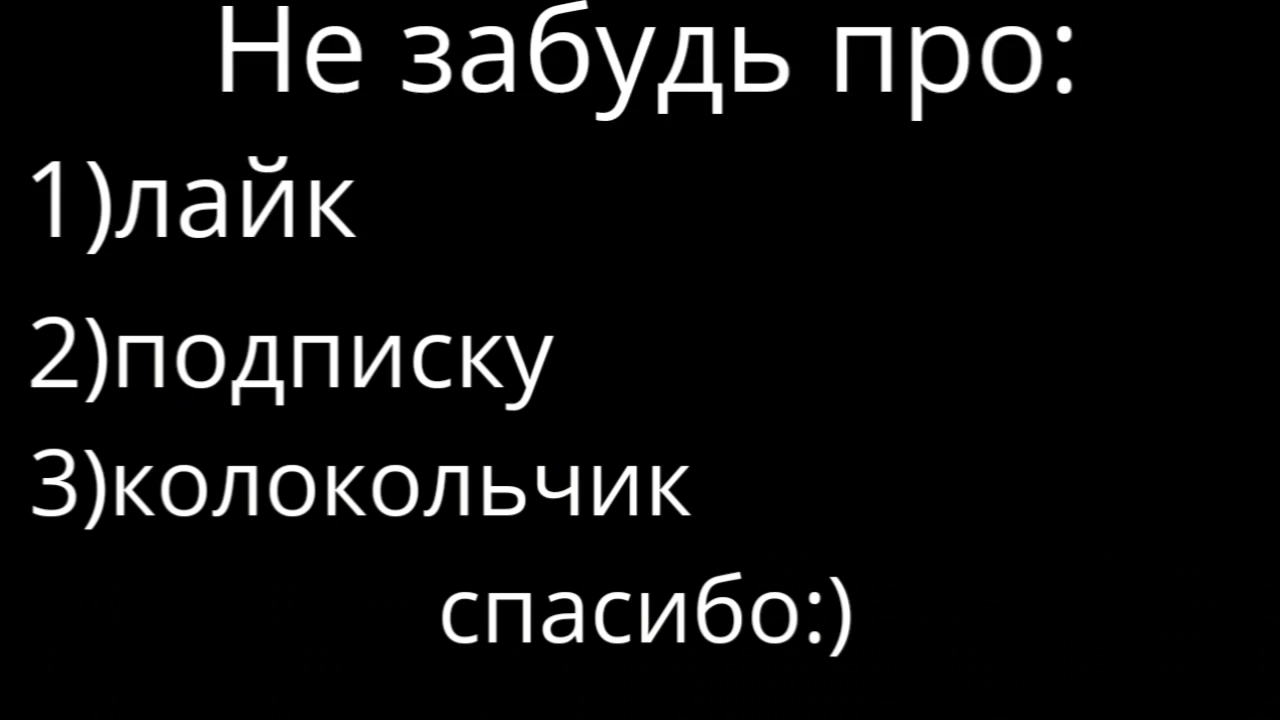 Не забудь про:
1)лайк
2)подписку
3)колокольчик
спасибо:)